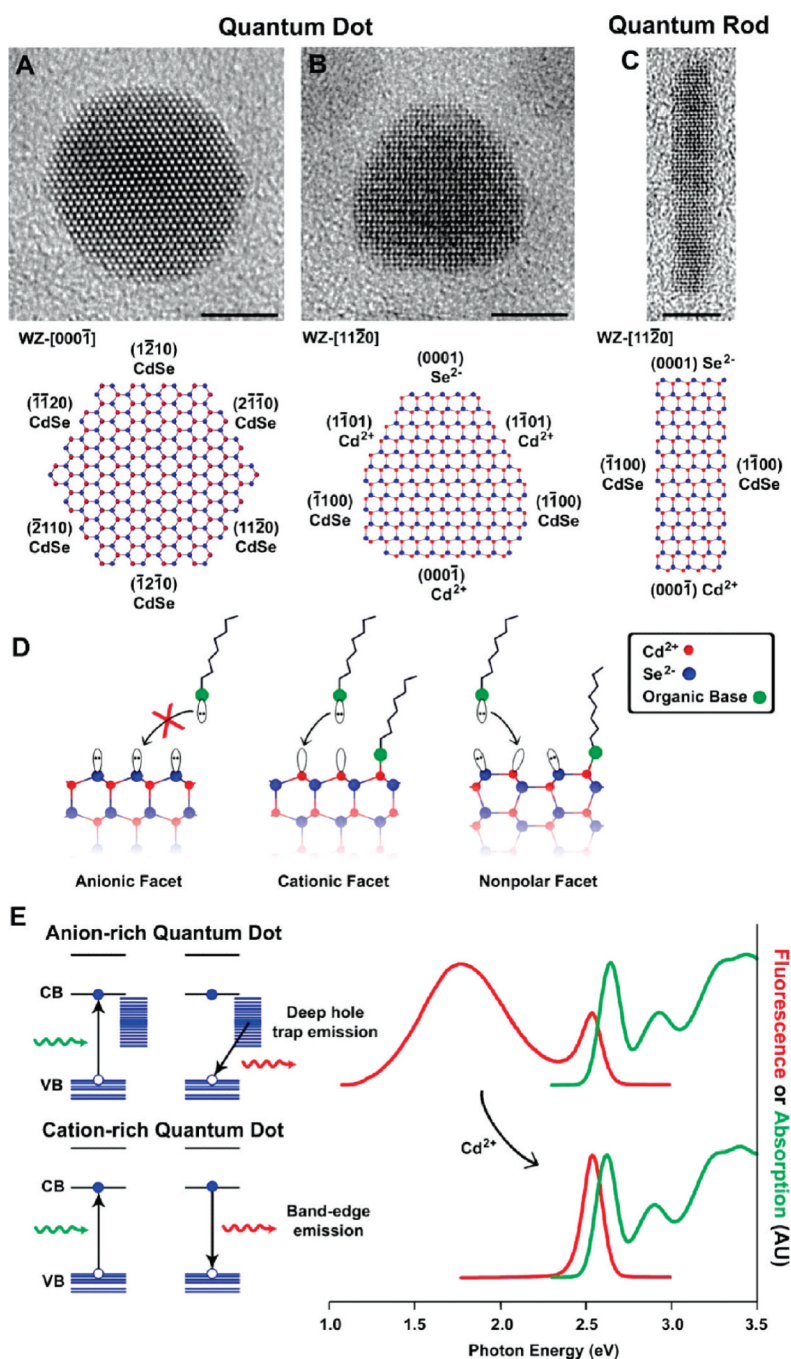 Quantum Dot
Quantum Rod
A
B
C
WZ-[0001̅]
(12̅10)
CdSe
(1̅1̅20)
CdSe
(21̅1̅0)
CdSe
(2̅110)
CdSe
(112̅0)
CdSe
(1̅21̅0)
CdSe
WZ-[112̅0]
(0001)
Se²⁻
(11̅01)
Cd²⁺
(11̅01)
Cd²⁺
(1̅100)
CdSe
(11̅00)
CdSe
(0001̅)
Cd²⁺
WZ-[112̅0]
(0001) Se²⁻
(1̅100)
CdSe
(11̅00)
CdSe
(0001̅) Cd²⁺
D
Cd²⁺
Se²⁻
Organic Base
Anionic Facet
Cationic Facet
Nonpolar Facet
E
Anion-rich Quantum Dot
CB
Deep hole
trap emission
VB
Cation-rich Quantum Dot
CB
Band-edge
emission
VB
Cd²⁺
1.0 1.5 2.0 2.5 3.0 3.5
Photon Energy (eV)
Fluorescence or Absorption (AU)